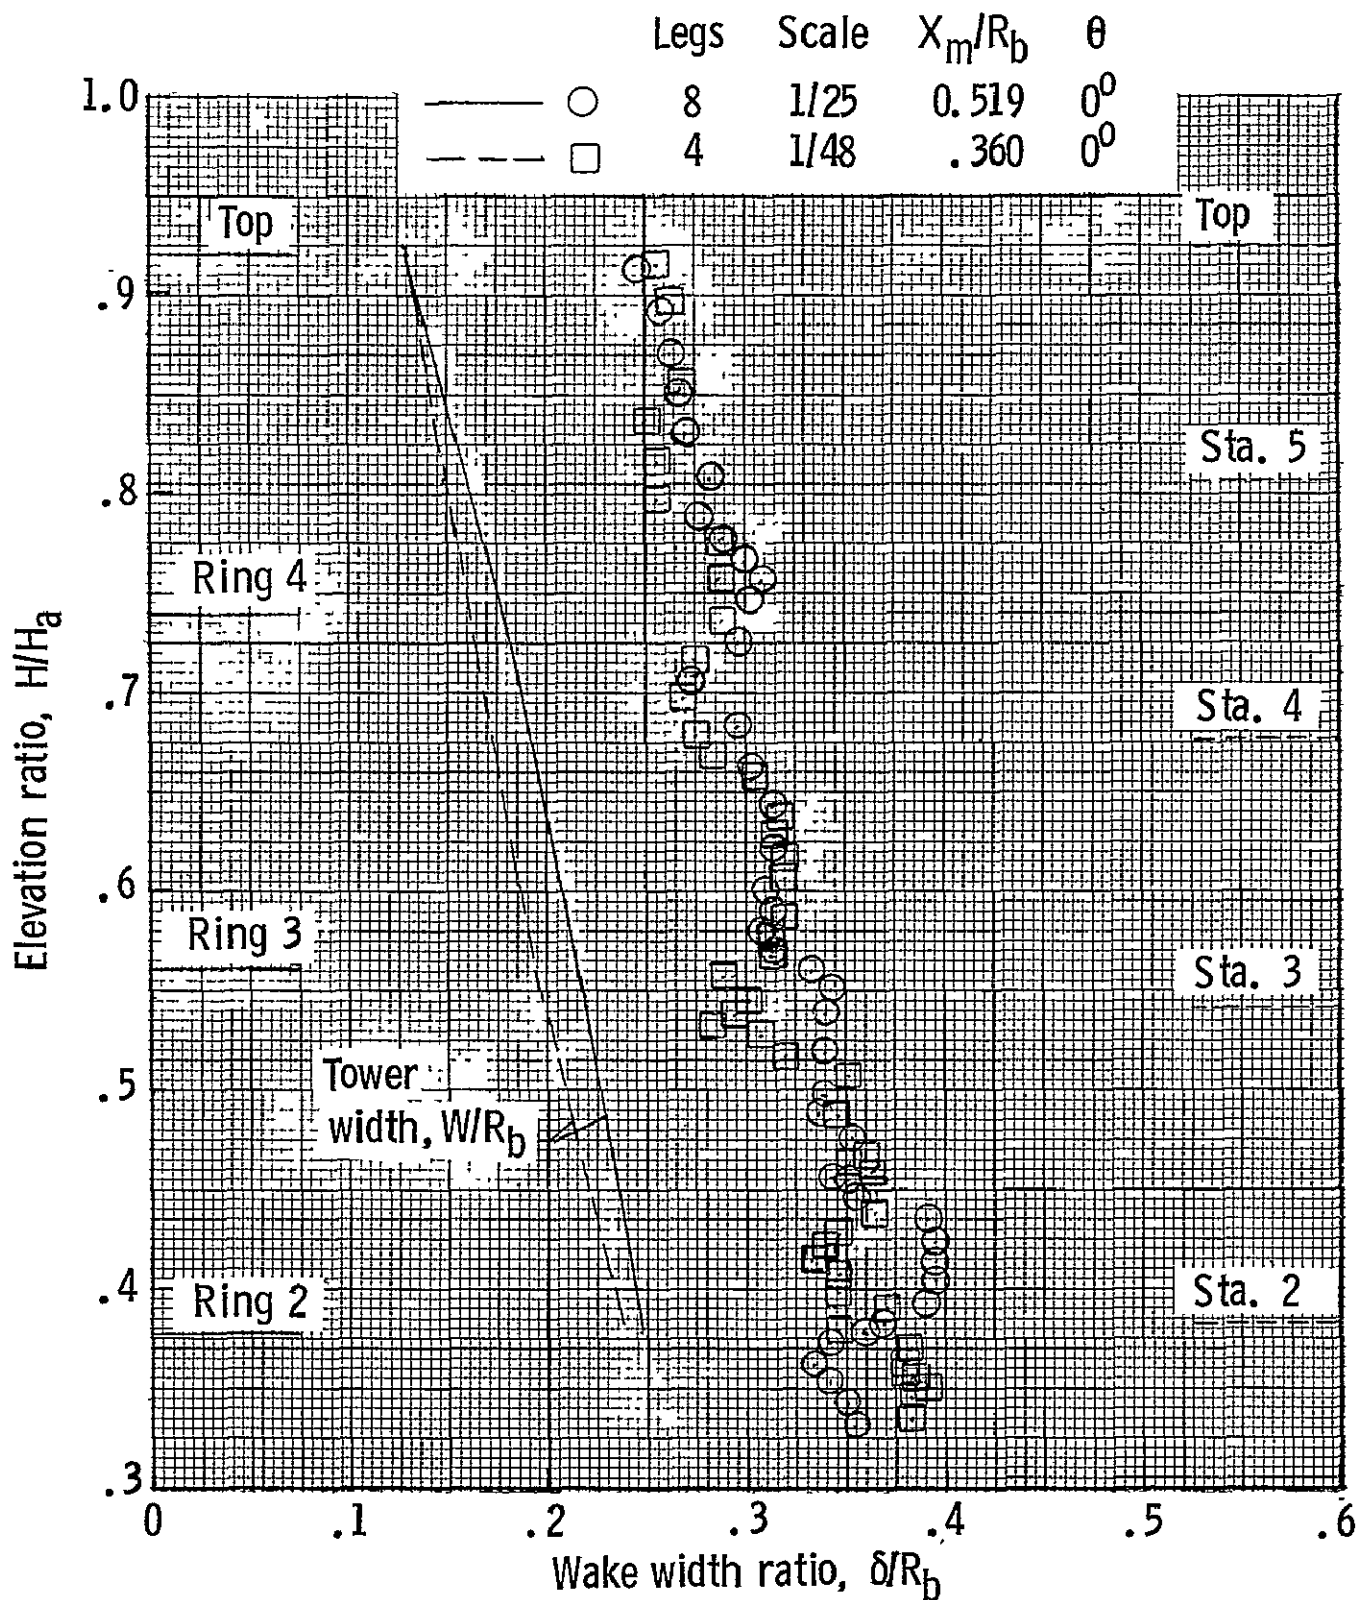 Legs Scale Xm/Rb θ
8 1/25 0.519 0⁰
4 1/48 .360 0⁰
1.0
Top
Top
.9
Sta. 5
.8
Ring 4
.7
Sta. 4
.6
Ring 3
Sta. 3
Tower
width, W/Rb
.5
.4
Ring 2
Sta. 2
.3
Elevation ratio, H/Ha
0 .1 .2 .3 .4 .5 .6
Wake width ratio, δ/Rb